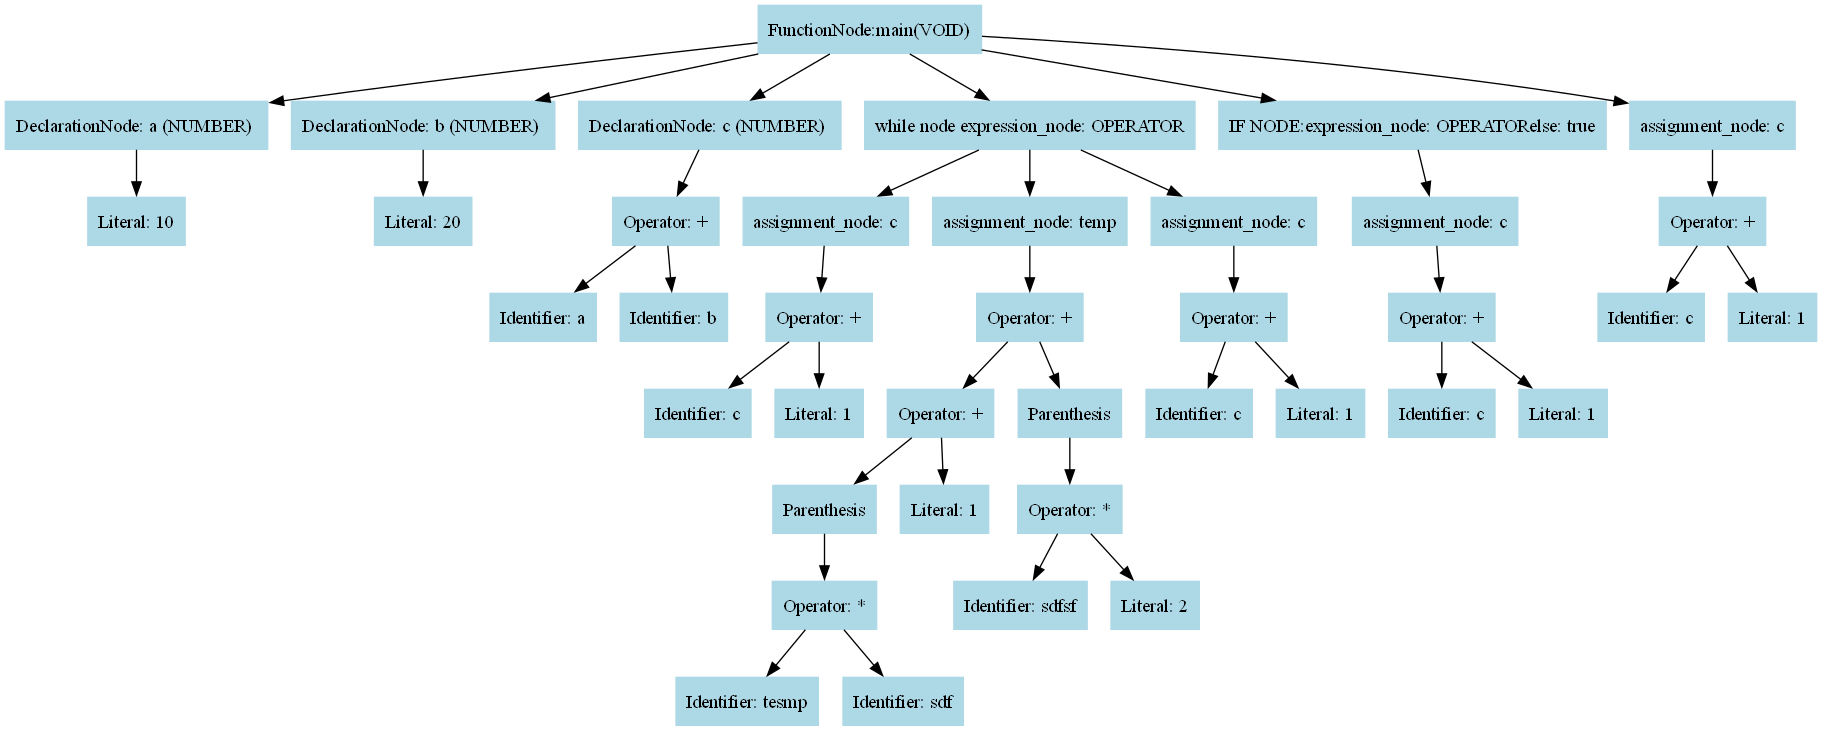 FunctionNode:main(VOID)
DeclarationNode: a (NUMBER)
DeclarationNode: b (NUMBER)
DeclarationNode: c (NUMBER)
while node expression_node: OPERATOR
IF NODE:expression_node: OPERATORelse: true
assignment_node: c
Literal: 10
Literal: 20
Operator: +
assignment_node: c
assignment_node: temp
assignment_node: c
assignment_node: c
Operator: +
Identifier: a
Identifier: b
Operator: +
Operator: +
Operator: +
Operator: +
Identifier: c
Literal: 1
Identifier: c
Literal: 1
Operator: +
Parenthesis
Identifier: c
Literal: 1
Identifier: c
Literal: 1
Parenthesis
Literal: 1
Operator: *
Operator: *
Identifier: sdfsf
Literal: 2
Identifier: tesmp
Identifier: sdf